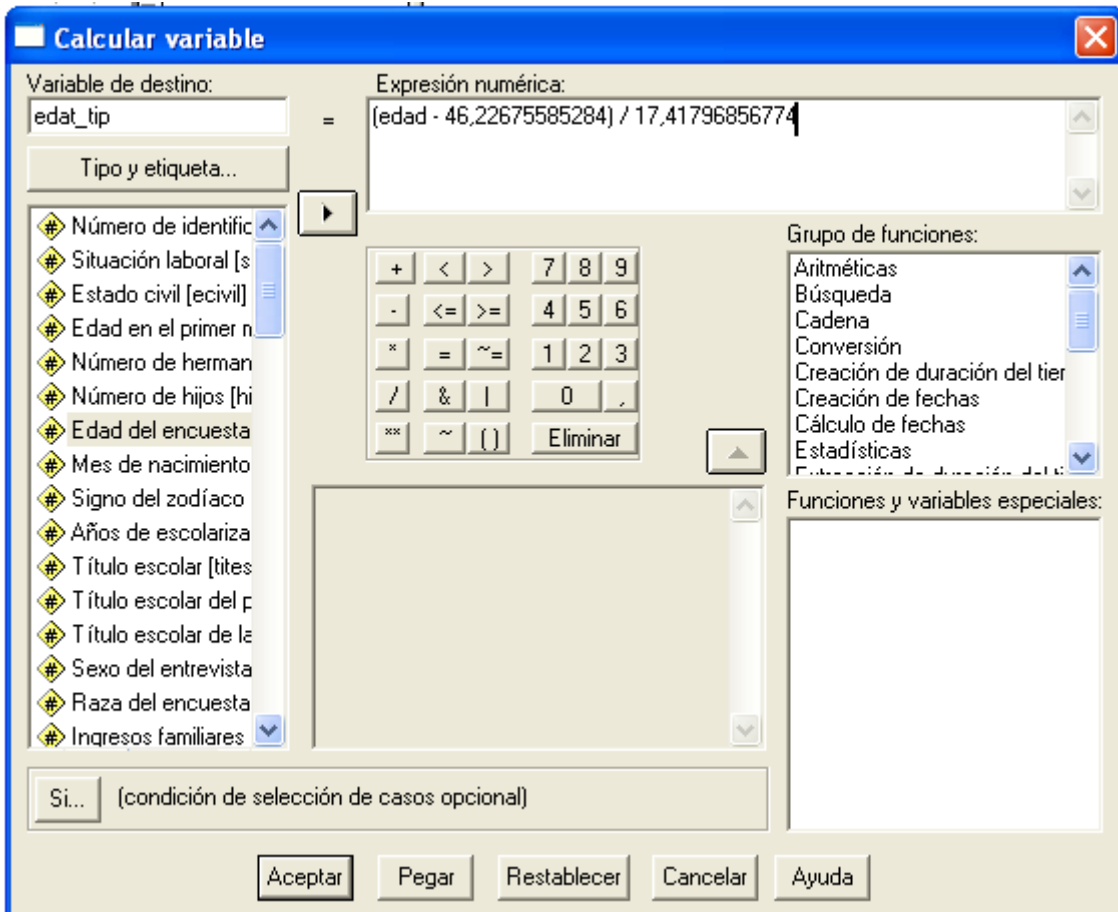 Calcular variable
Variable de destino:
edat_tip
=
Expresión numérica:
(edad - 46,22675585284) / 17,41796856774
Tipo y etiqueta...
Número de identific
Situación laboral [s
Estado civil [ecivil]
Edad en el primer
Número de herman
Número de hijos [hi
Edad del encuesta
Mes de nacimiento
Signo del zodíaco
Años de escolariza
Título escolar [tites
Título escolar del p
Título escolar de la
Sexo del entrevista
Raza del encuesta
Ingresos familiares
+ < > 7 8 9
- <= >= 4 5 6
* = ~= 1 2 3
/ & | 0 ,
** ~ () Eliminar
Grupo de funciones:
Aritméticas
Búsqueda
Cadena
Conversión
Creación de duración del tier
Creación de fechas
Cálculo de fechas
Estadísticas
Extracción de duración del ti
Funciones y variables especiales:
Si... (condición de selección de casos opcional)
Aceptar Pegar Restablecer Cancelar Ayuda